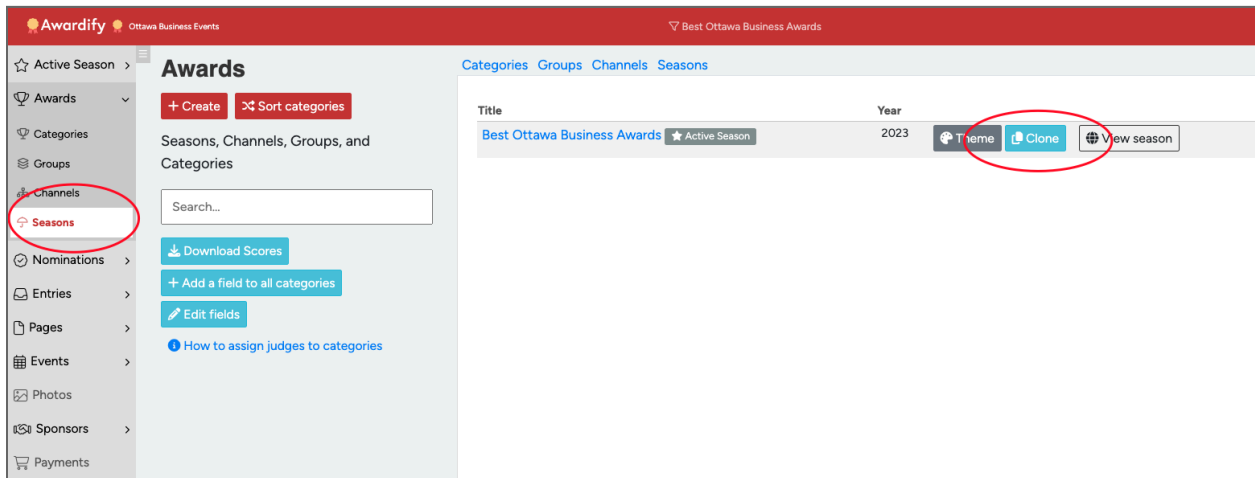 Awardify Ottawa Business Events
Best Ottawa Business Awards
Active Season
Awards
Categories
Groups
Channels
Seasons
Nominations
Entries
Pages
Events
Photos
Sponsors
Payments
Awards
+ Create
Sort categories
Seasons, Channels, Groups, and
Categories
Search...
Download Scores
+ Add a field to all categories
Edit fields
How to assign judges to categories
Categories Groups Channels Seasons
Title Year
Best Ottawa Business Awards Active Season 2023 Theme Clone View season